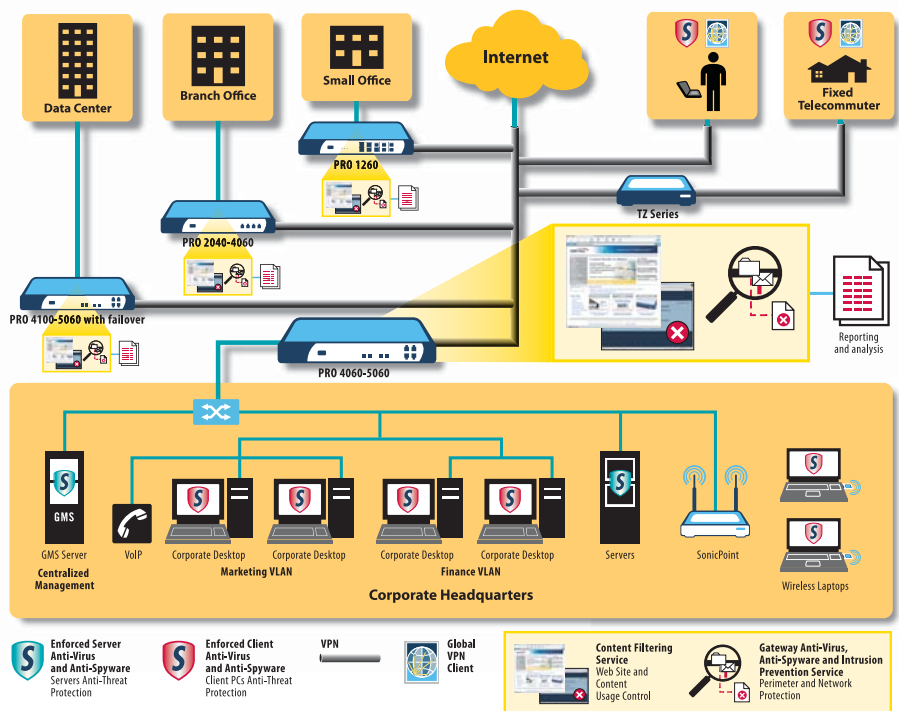 Data Center
Branch Office
Small Office
Internet
Fixed
Telecommuter
PRO 1260
TZ Series
PRO 2040-4060
PRO 4100-5060 with failover
PRO 4060-5060
Reporting
and analysis
GMS
GMS Server
Centralized
Management
VoIP
Corporate Desktop
Corporate Desktop
Marketing VLAN
Corporate Desktop
Corporate Desktop
Finance VLAN
Servers
SonicPoint
Wireless Laptops
Corporate Headquarters
S
Enforced Server
Anti-Virus
and Anti-Spyware
Servers Anti-Threat
Protection
S
Enforced Client
Anti-Virus
and Anti-Spyware
Client PCs Anti-Threat
Protection
VPN
Global
VPN
Client
Content Filtering
Service
Web Site and
Content
Usage Control
Gateway Anti-Virus,
Anti-Spyware and Intrusion
Prevention Service
Perimeter and Network
Protection